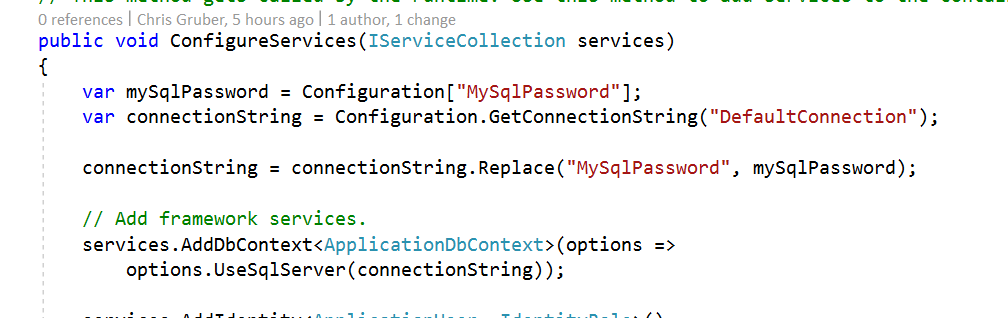 0 references | Chris Gruber, 5 hours ago | 1 author, 1 change
public void ConfigureServices(IServiceCollection services)
{
var mySqlPassword = Configuration["MySqlPassword"];
var connectionString = Configuration.GetConnectionString("DefaultConnection");
connectionString = connectionString.Replace("MySqlPassword", mySqlPassword);
// Add framework services.
services.AddDbContext<ApplicationDbContext>(options =>
options.UseSqlServer(connectionString));